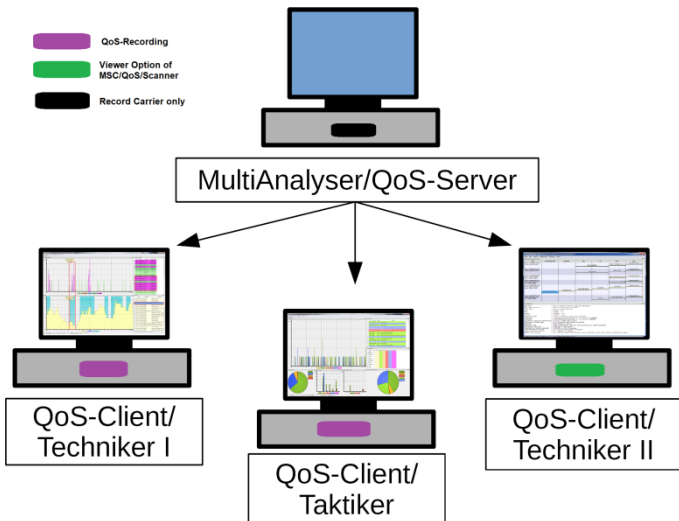 QoS-Recording
Viewer Option of
MSC/QoS/Scanner
Record Carrier only
MultiAnalyser/QoS-Server
QoS-Client/
Techniker I
QoS-Client/
Taktiker
QoS-Client/
Techniker II